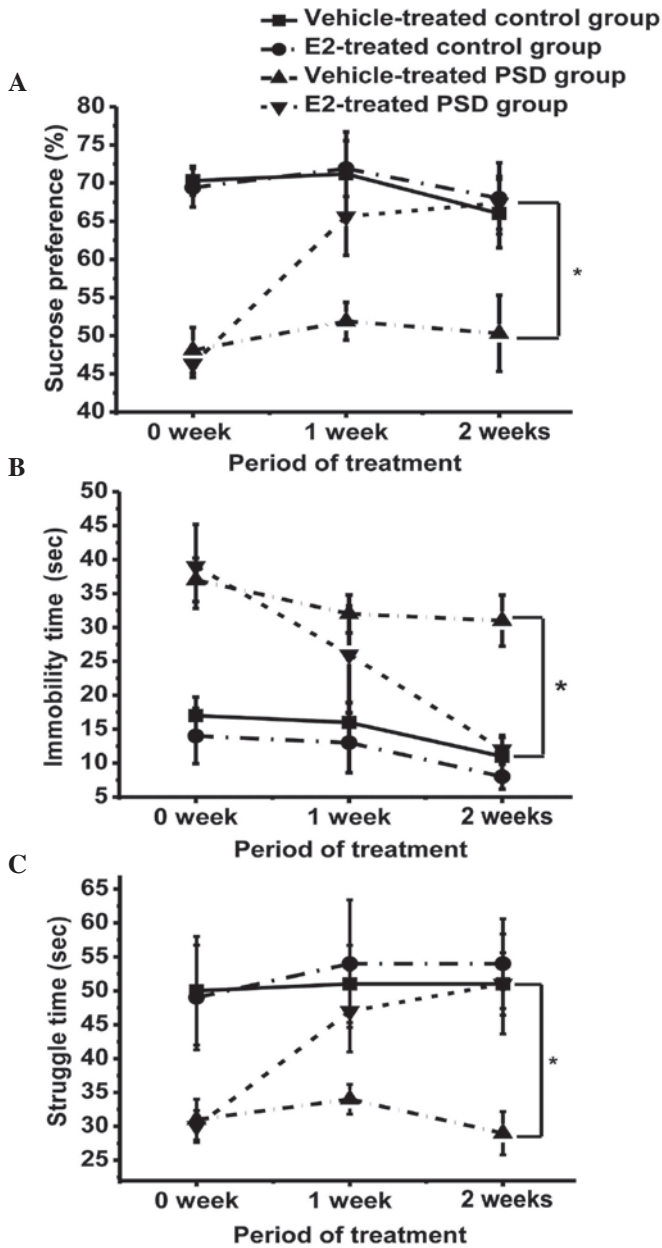 Vehicle-treated control group
E2-treated control group
Vehicle-treated PSD group
E2-treated PSD group
A
Sucrose preference (%)
80
75
70
65
60
55
50
45
40
*
0 week 1 week 2 weeks
Period of treatment
B
Immobility time (sec)
50
45
40
35
30
25
20
15
10
5
*
0 week 1 week 2 weeks
Period of treatment
C
Struggle time (sec)
65
60
55
50
45
40
35
30
25
*
0 week 1 week 2 weeks
Period of treatment